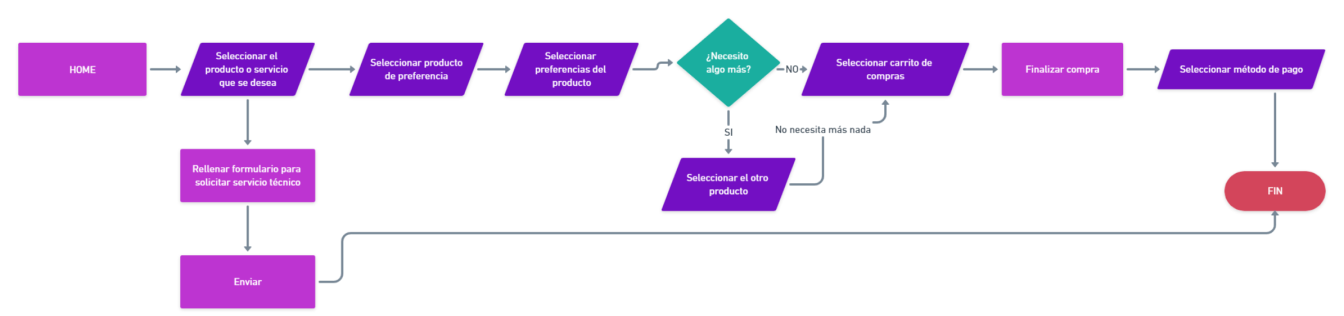 HOME
Seleccionar el
producto o servicio
que se desea
Seleccionar producto
de preferencia
Seleccionar
preferencias del
producto
¿Necesito
algo más?
NO
Seleccionar carrito de
compras
Finalizar compra
Seleccionar método de pago
SI
No necesita más nada
Rellenar formulario para
solicitar servicio técnico
Seleccionar el otro
producto
FIN
Enviar